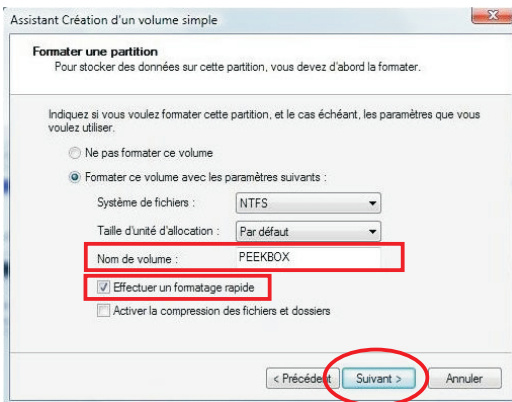 Assistant Création d'un volume simple
Formater une partition
Pour stocker des données sur cette partition, vous devez d'abord la formater.
Indiquez si vous voulez formater cette partition, et le cas échéant, les paramètres que vous
voulez utiliser.
Ne pas formater ce volume
Formater ce volume avec les paramètres suivants :
Système de fichiers : NTFS
Taille d'unité d'allocation : Par défaut
Nom de volume : PEEKBOX
Effectuer un formatage rapide
Activer la compression des fichiers et dossiers
< Précédent Suivant > Annuler